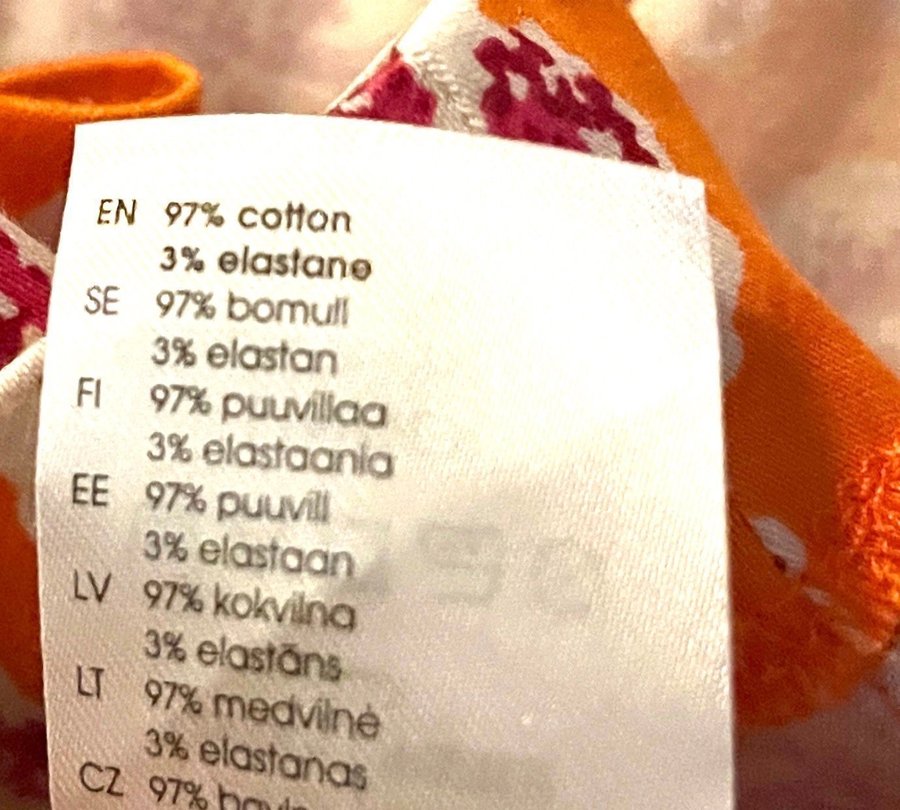 EN 97% cotton
3% elastane
SE 97% bomull
3% elastan
FI 97% puuvillaa
3% elastaania
EE 97% puuvill
3% elastaan
LV 97% kokvilna
3% elastāns
LT 97% medvilnė
3% elastanas
CZ 97%